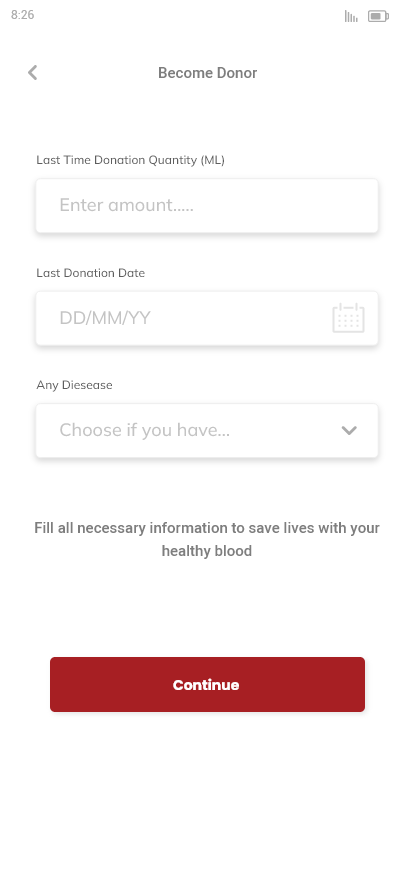 8:26
Become Donor
Last Time Donation Quantity (ML)
Enter amount.....
Last Donation Date
DD/MM/YY
Any Diesease
Choose if you have...
Fill all necessary information to save lives with your
healthy blood
Continue